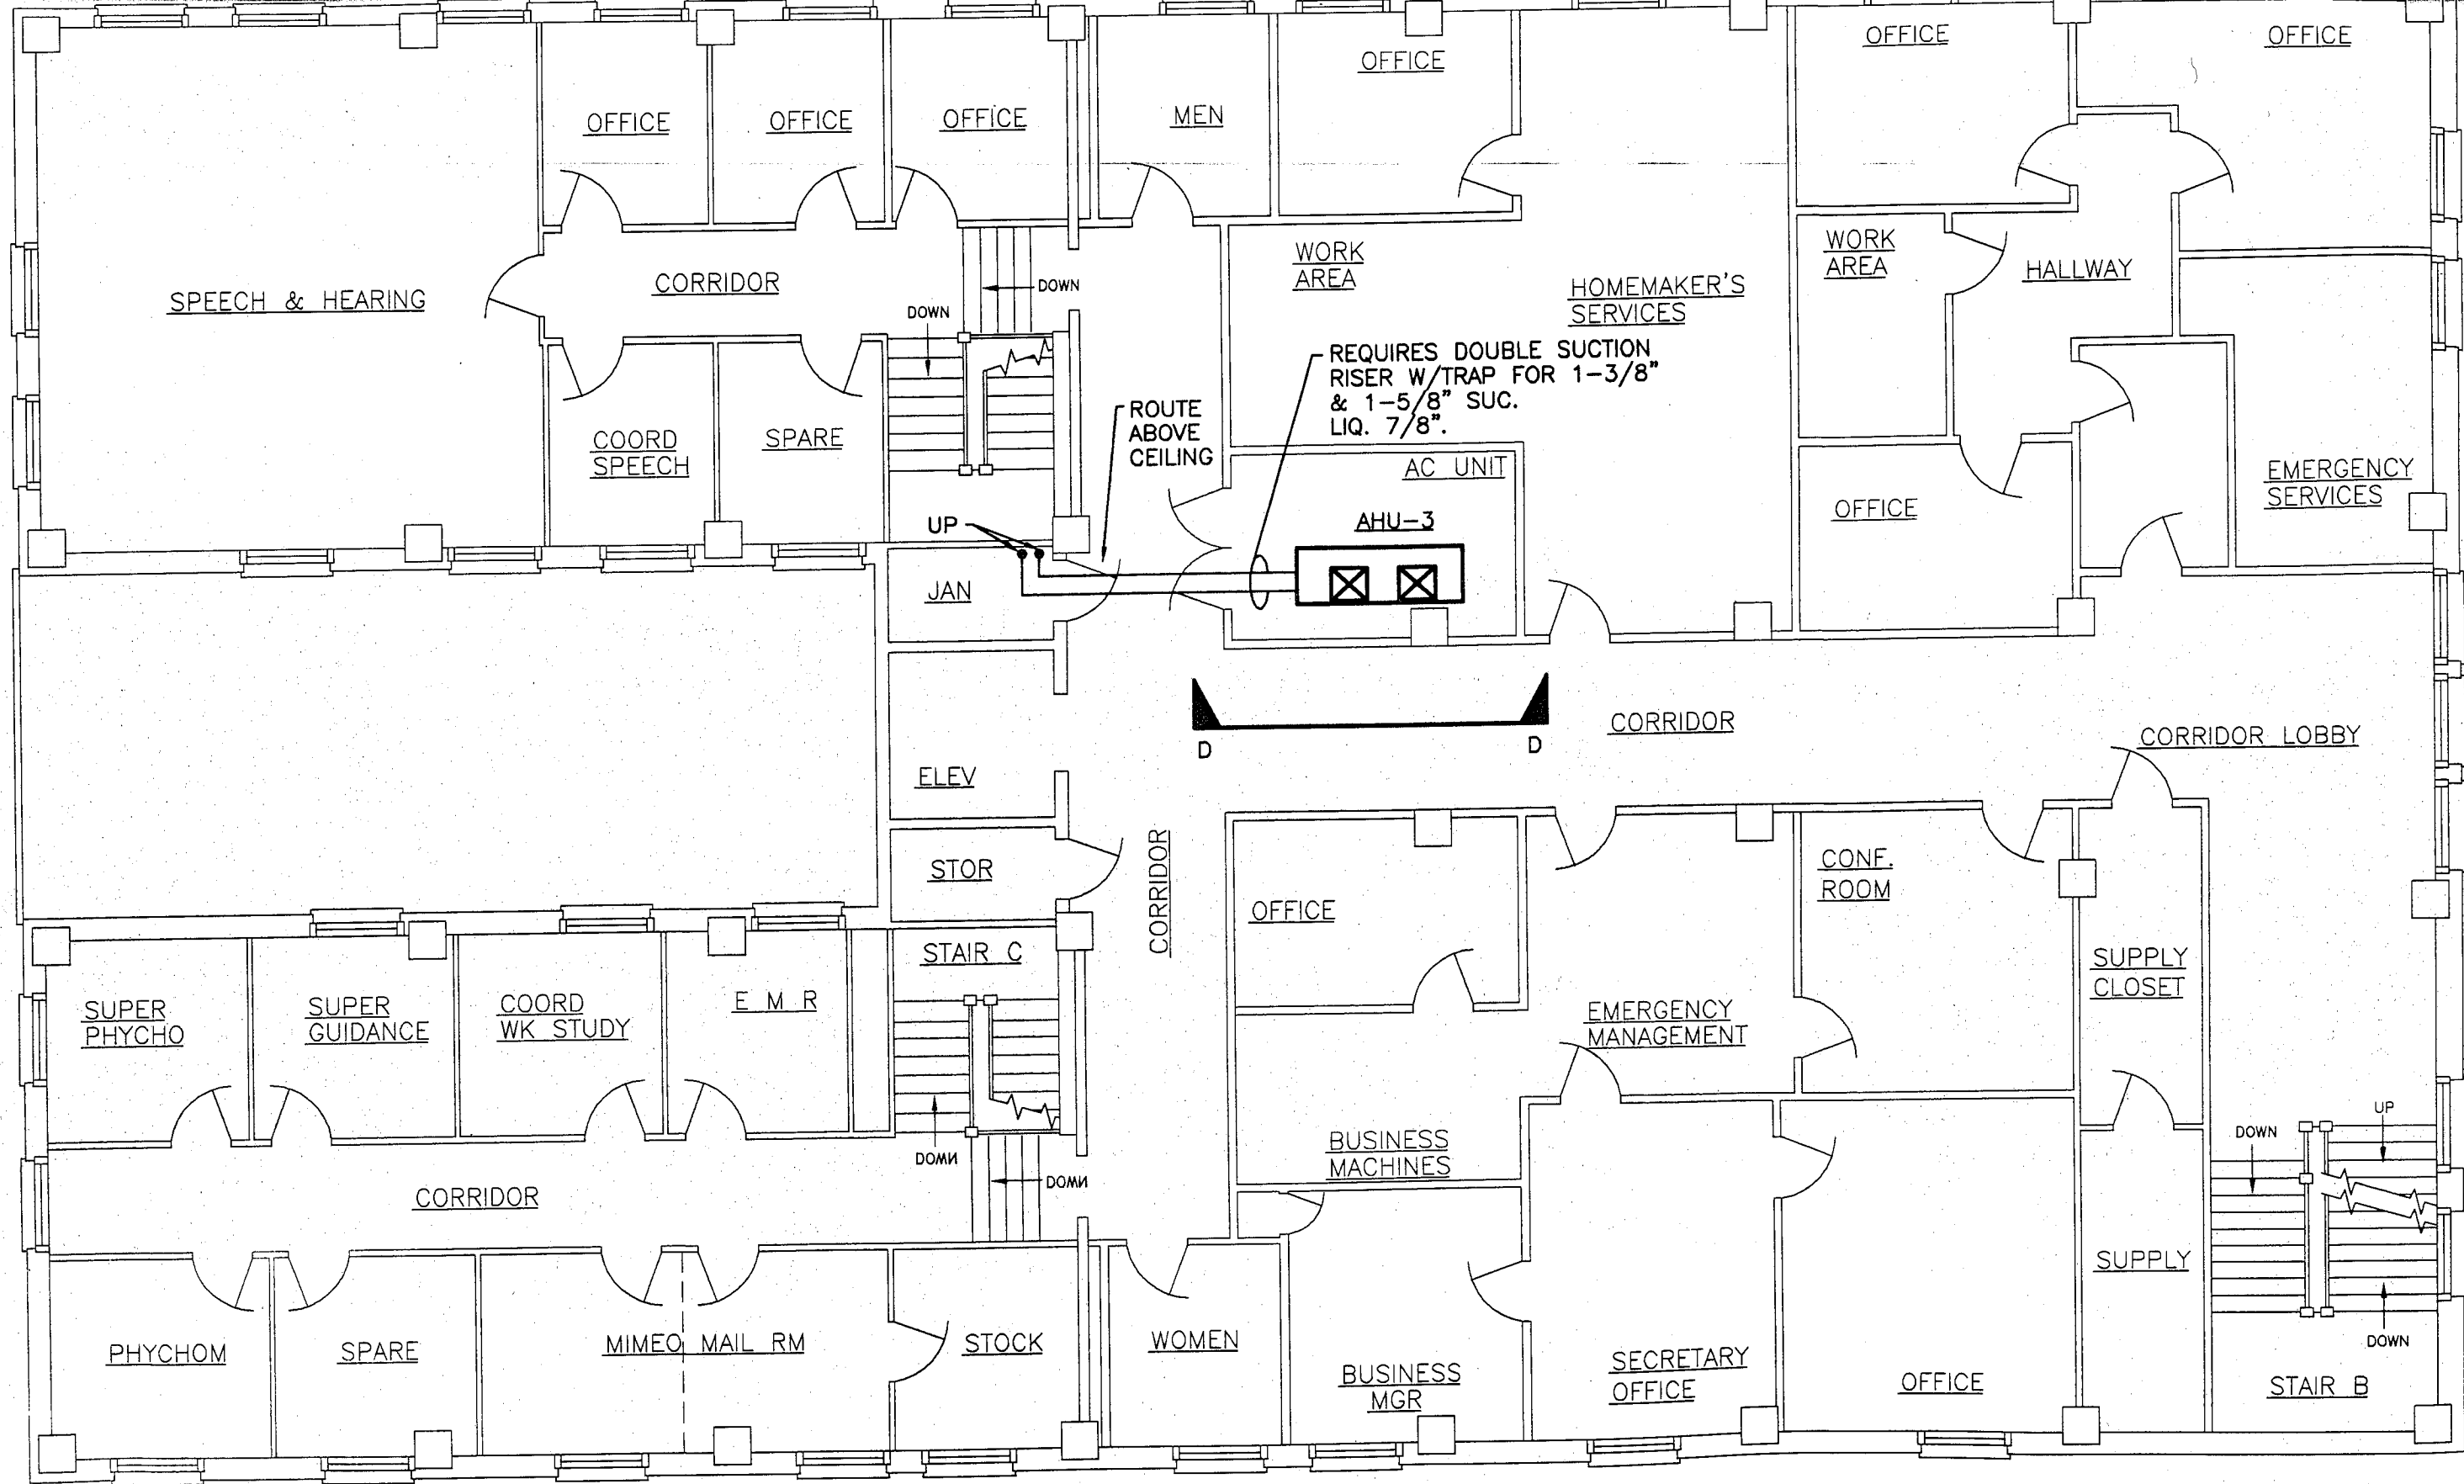 OFFICE
OFFICE
OFFICE
MEN
OFFICE
OFFICE
OFFICE
SPEECH & HEARING
CORRIDOR
DOWN
DOWN
WORK
AREA
HOMEMAKER'S
SERVICES
WORK
AREA
HALLWAY
REQUIRES DOUBLE SUCTION
RISER W/TRAP FOR 1-3/8"
& 1-5/8" SUC.
LIQ. 7/8".
ROUTE
ABOVE
CEILING
COORD
SPEECH
SPARE
AC UNIT
AHU-3
OFFICE
EMERGENCY
SERVICES
UP
JAN
ELEV
D
D
CORRIDOR
CORRIDOR LOBBY
STOR
CORRIDOR
OFFICE
CONF.
ROOM
STAIR C
SUPER
PHYCHO
SUPER
GUIDANCE
COORD
WK STUDY
E M R
EMERGENCY
MANAGEMENT
SUPPLY
CLOSET
BUSINESS
MACHINES
DOWN
DOWN
CORRIDOR
DOWN
UP
DOWN
PHYCHOM
SPARE
MIMEO MAIL RM
STOCK
WOMEN
BUSINESS
MGR
SECRETARY
OFFICE
OFFICE
SUPPLY
STAIR B